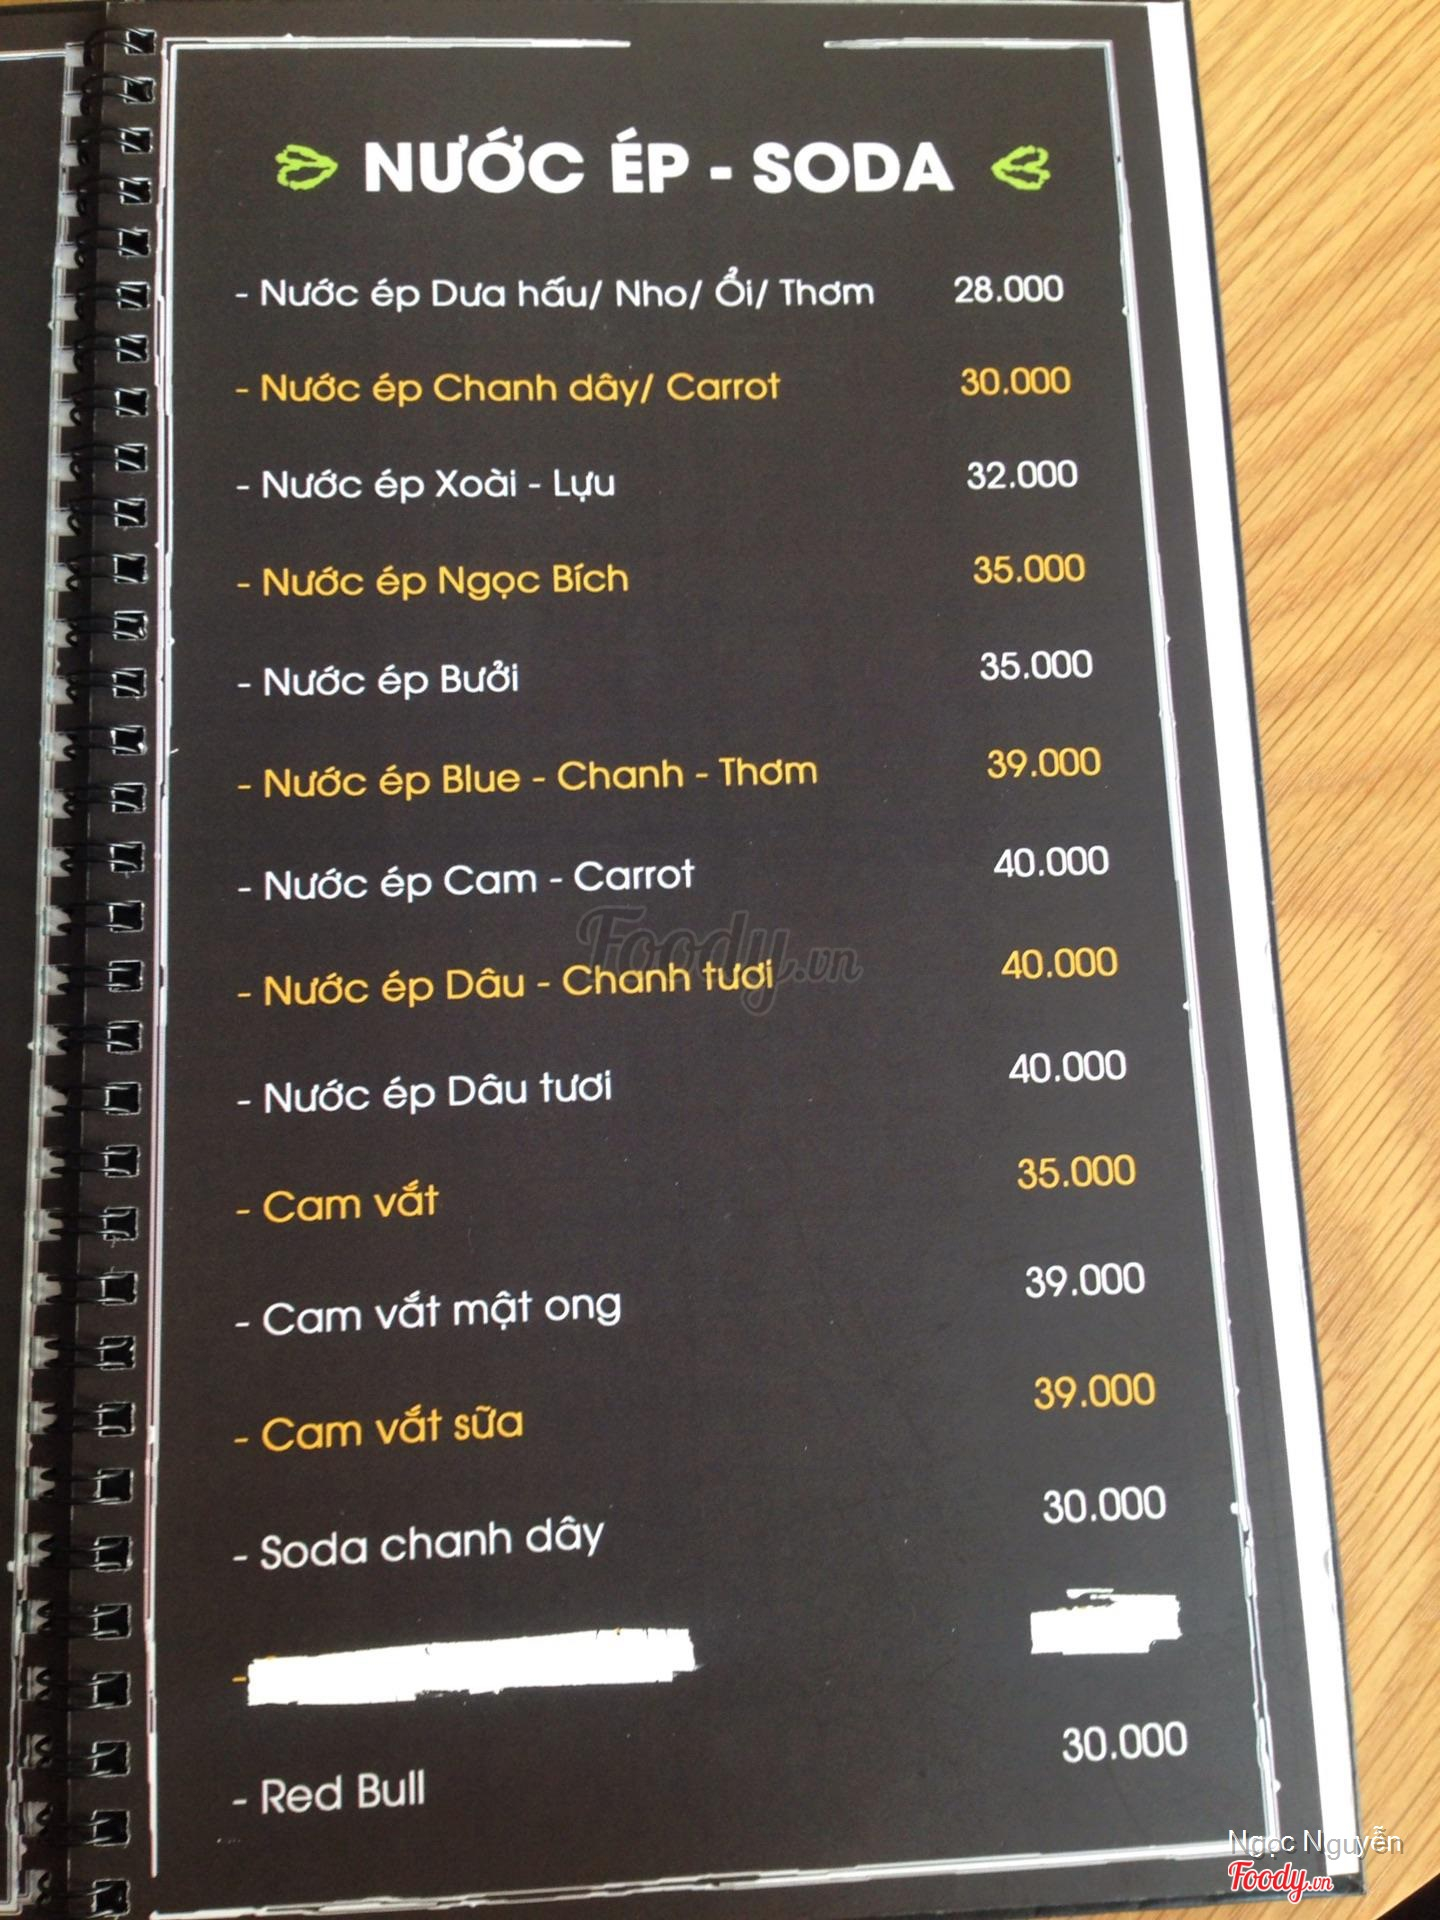 NƯỚC ÉP - SODA
- Nước ép Dưa hấu/ Nho/ Ổi/ Thơm 28.000
- Nước ép Chanh dây/ Carrot 30.000
- Nước ép Xoài - Lựu 32.000
- Nước ép Ngọc Bích 35.000
- Nước ép Bưởi 35.000
- Nước ép Blue - Chanh - Thơm 39.000
- Nước ép Cam - Carrot 40.000
- Nước ép Dâu - Chanh tươi 40.000
- Nước ép Dâu tươi 40.000
- Cam vắt 35.000
- Cam vắt mật ong 39.000
- Cam vắt sữa 39.000
- Soda chanh dây 30.000
-
- Red Bull 30.000
Foody.vn
Ngọc Nguyễn
Foody.vn